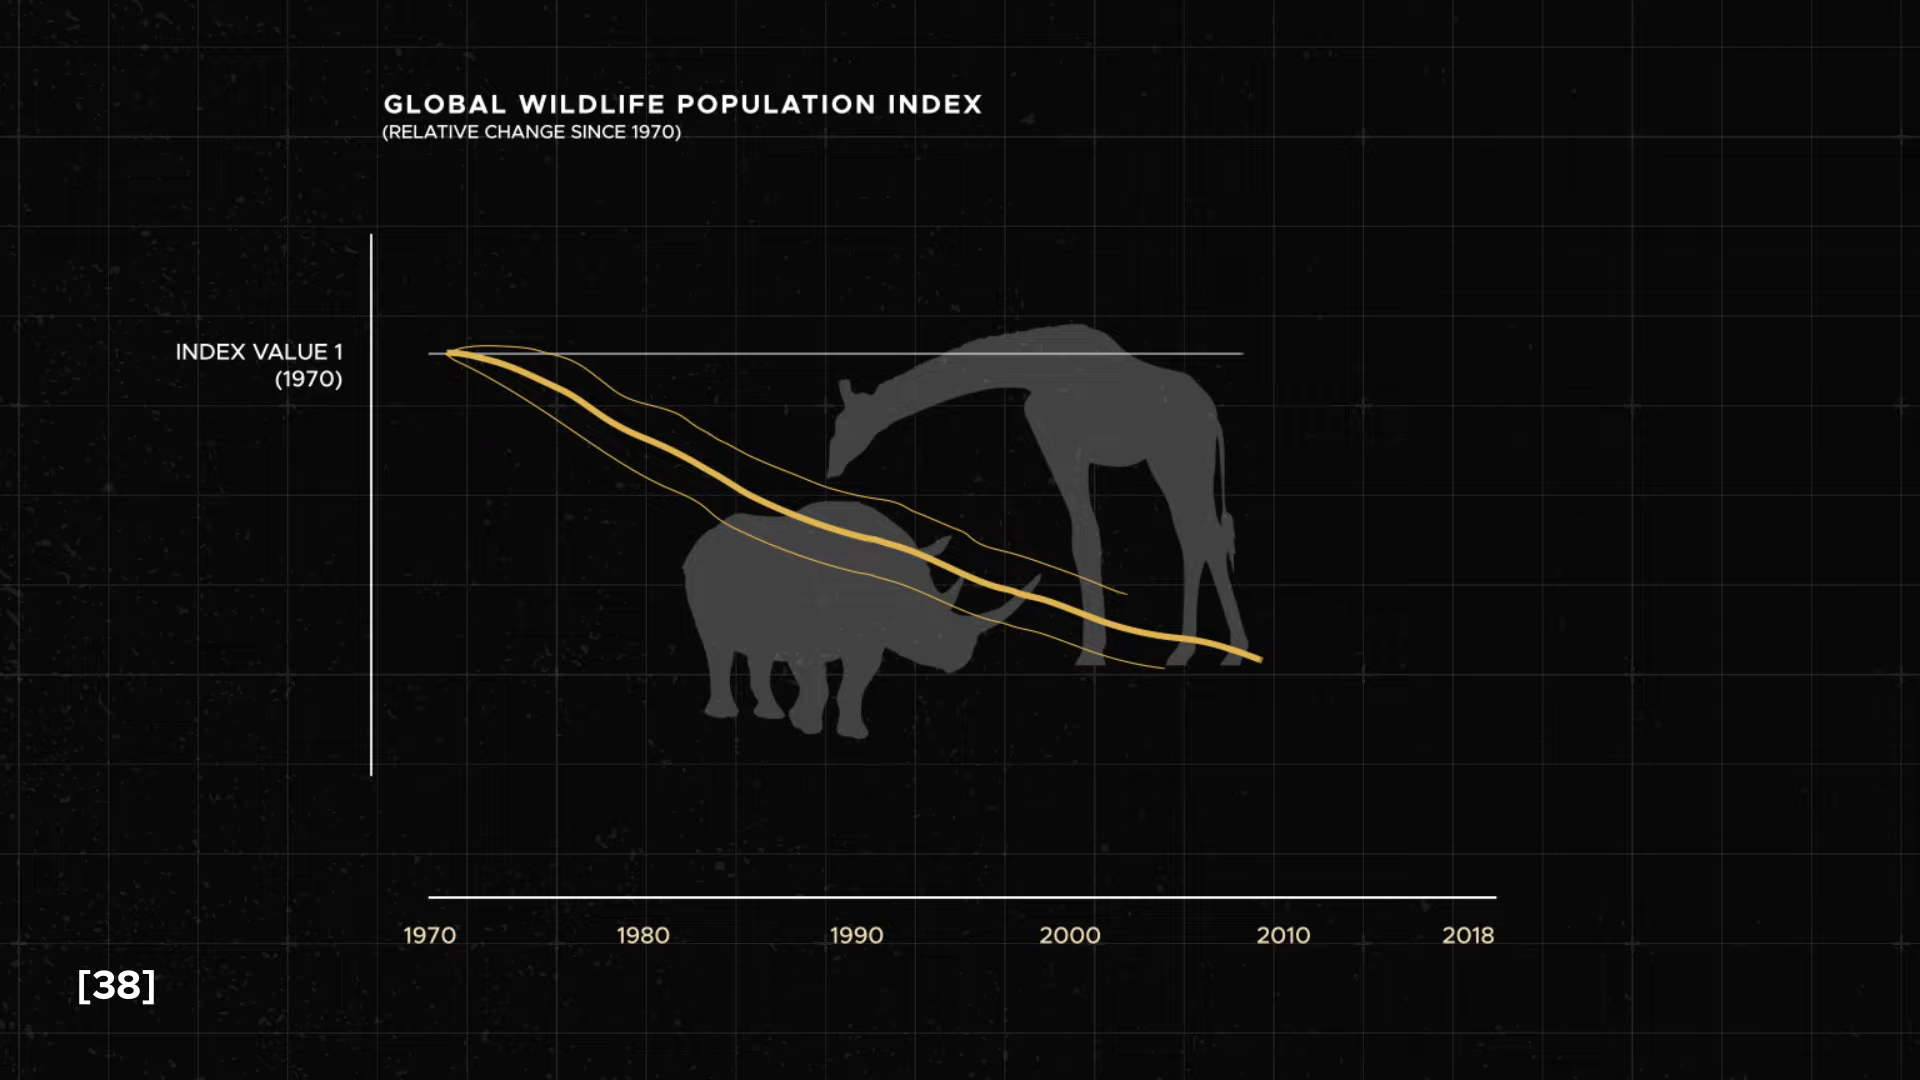 GLOBAL WILDLIFE POPULATION INDEX
(RELATIVE CHANGE SINCE 1970)
INDEX VALUE 1
(1970)
1970 1980 1990 2000 2010 2018
[38]